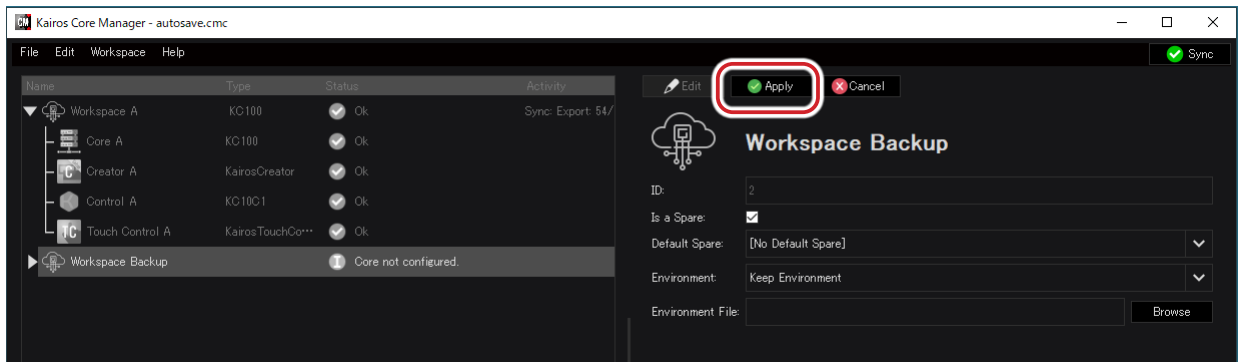 Kairos Core Manager - autosave.cmc
File Edit Workspace Help
Sync
Name Type Status Activity
Workspace A KC100 Ok Sync: Export: 54/
Core A KC100 Ok
Creator A KairosCreator Ok
Control A KC10C1 Ok
Touch Control A KairosTouchCo··· Ok
Workspace Backup Core not configured.
Edit Apply Cancel
Workspace Backup
ID: 2
Is a Spare:
Default Spare: [No Default Spare]
Environment: Keep Environment
Environment File: Browse